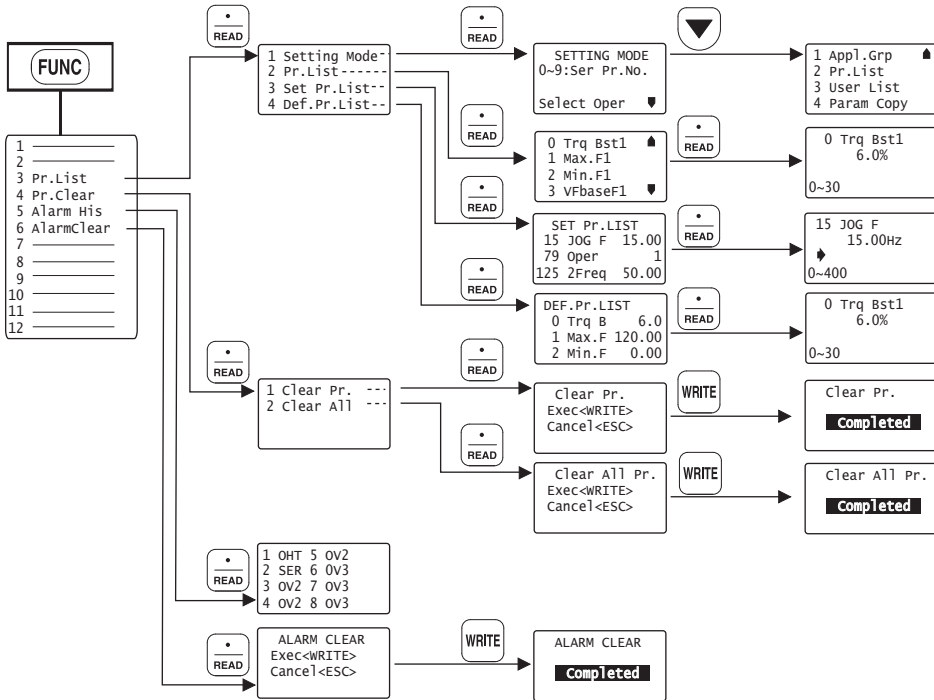 FUNC
1
2
3 Pr.List
4 Pr.Clear
5 Alarm His
6 AlarmClear
7
8
9
10
11
12
READ
1 Setting Mode--
2 Pr.List------
3 Set Pr.List--
4 Def.Pr.List--
READ
SETTING MODE
0~9:Ser Pr.No.
Select Oper
1 Appl.Grp
2 Pr.List
3 User List
4 Param Copy
READ
0 Trq Bst1
1 Max.F1
2 Min.F1
3 VFbaseF1
READ
0 Trq Bst1
6.0%
0~30
READ
SET Pr.LIST
15 JOG F 15.00
79 Oper 1
125 2Freq 50.00
READ
15 JOG F
15.00Hz
0~400
READ
DEF.Pr.LIST
0 Trq B 6.0
1 Max.F 120.00
2 Min.F 0.00
READ
0 Trq Bst1
6.0%
0~30
READ
1 Clear Pr. ---
2 Clear All ---
READ
Clear Pr.
Exec<WRITE>
Cancel<ESC>
WRITE
Clear Pr.
Completed
READ
Clear All Pr.
Exec<WRITE>
Cancel<ESC>
WRITE
Clear All Pr.
Completed
READ
1 OHT 5 OV2
2 SER 6 OV3
3 OV2 7 OV3
4 OV2 8 OV3
READ
ALARM CLEAR
Exec<WRITE>
Cancel<ESC>
WRITE
ALARM CLEAR
Completed